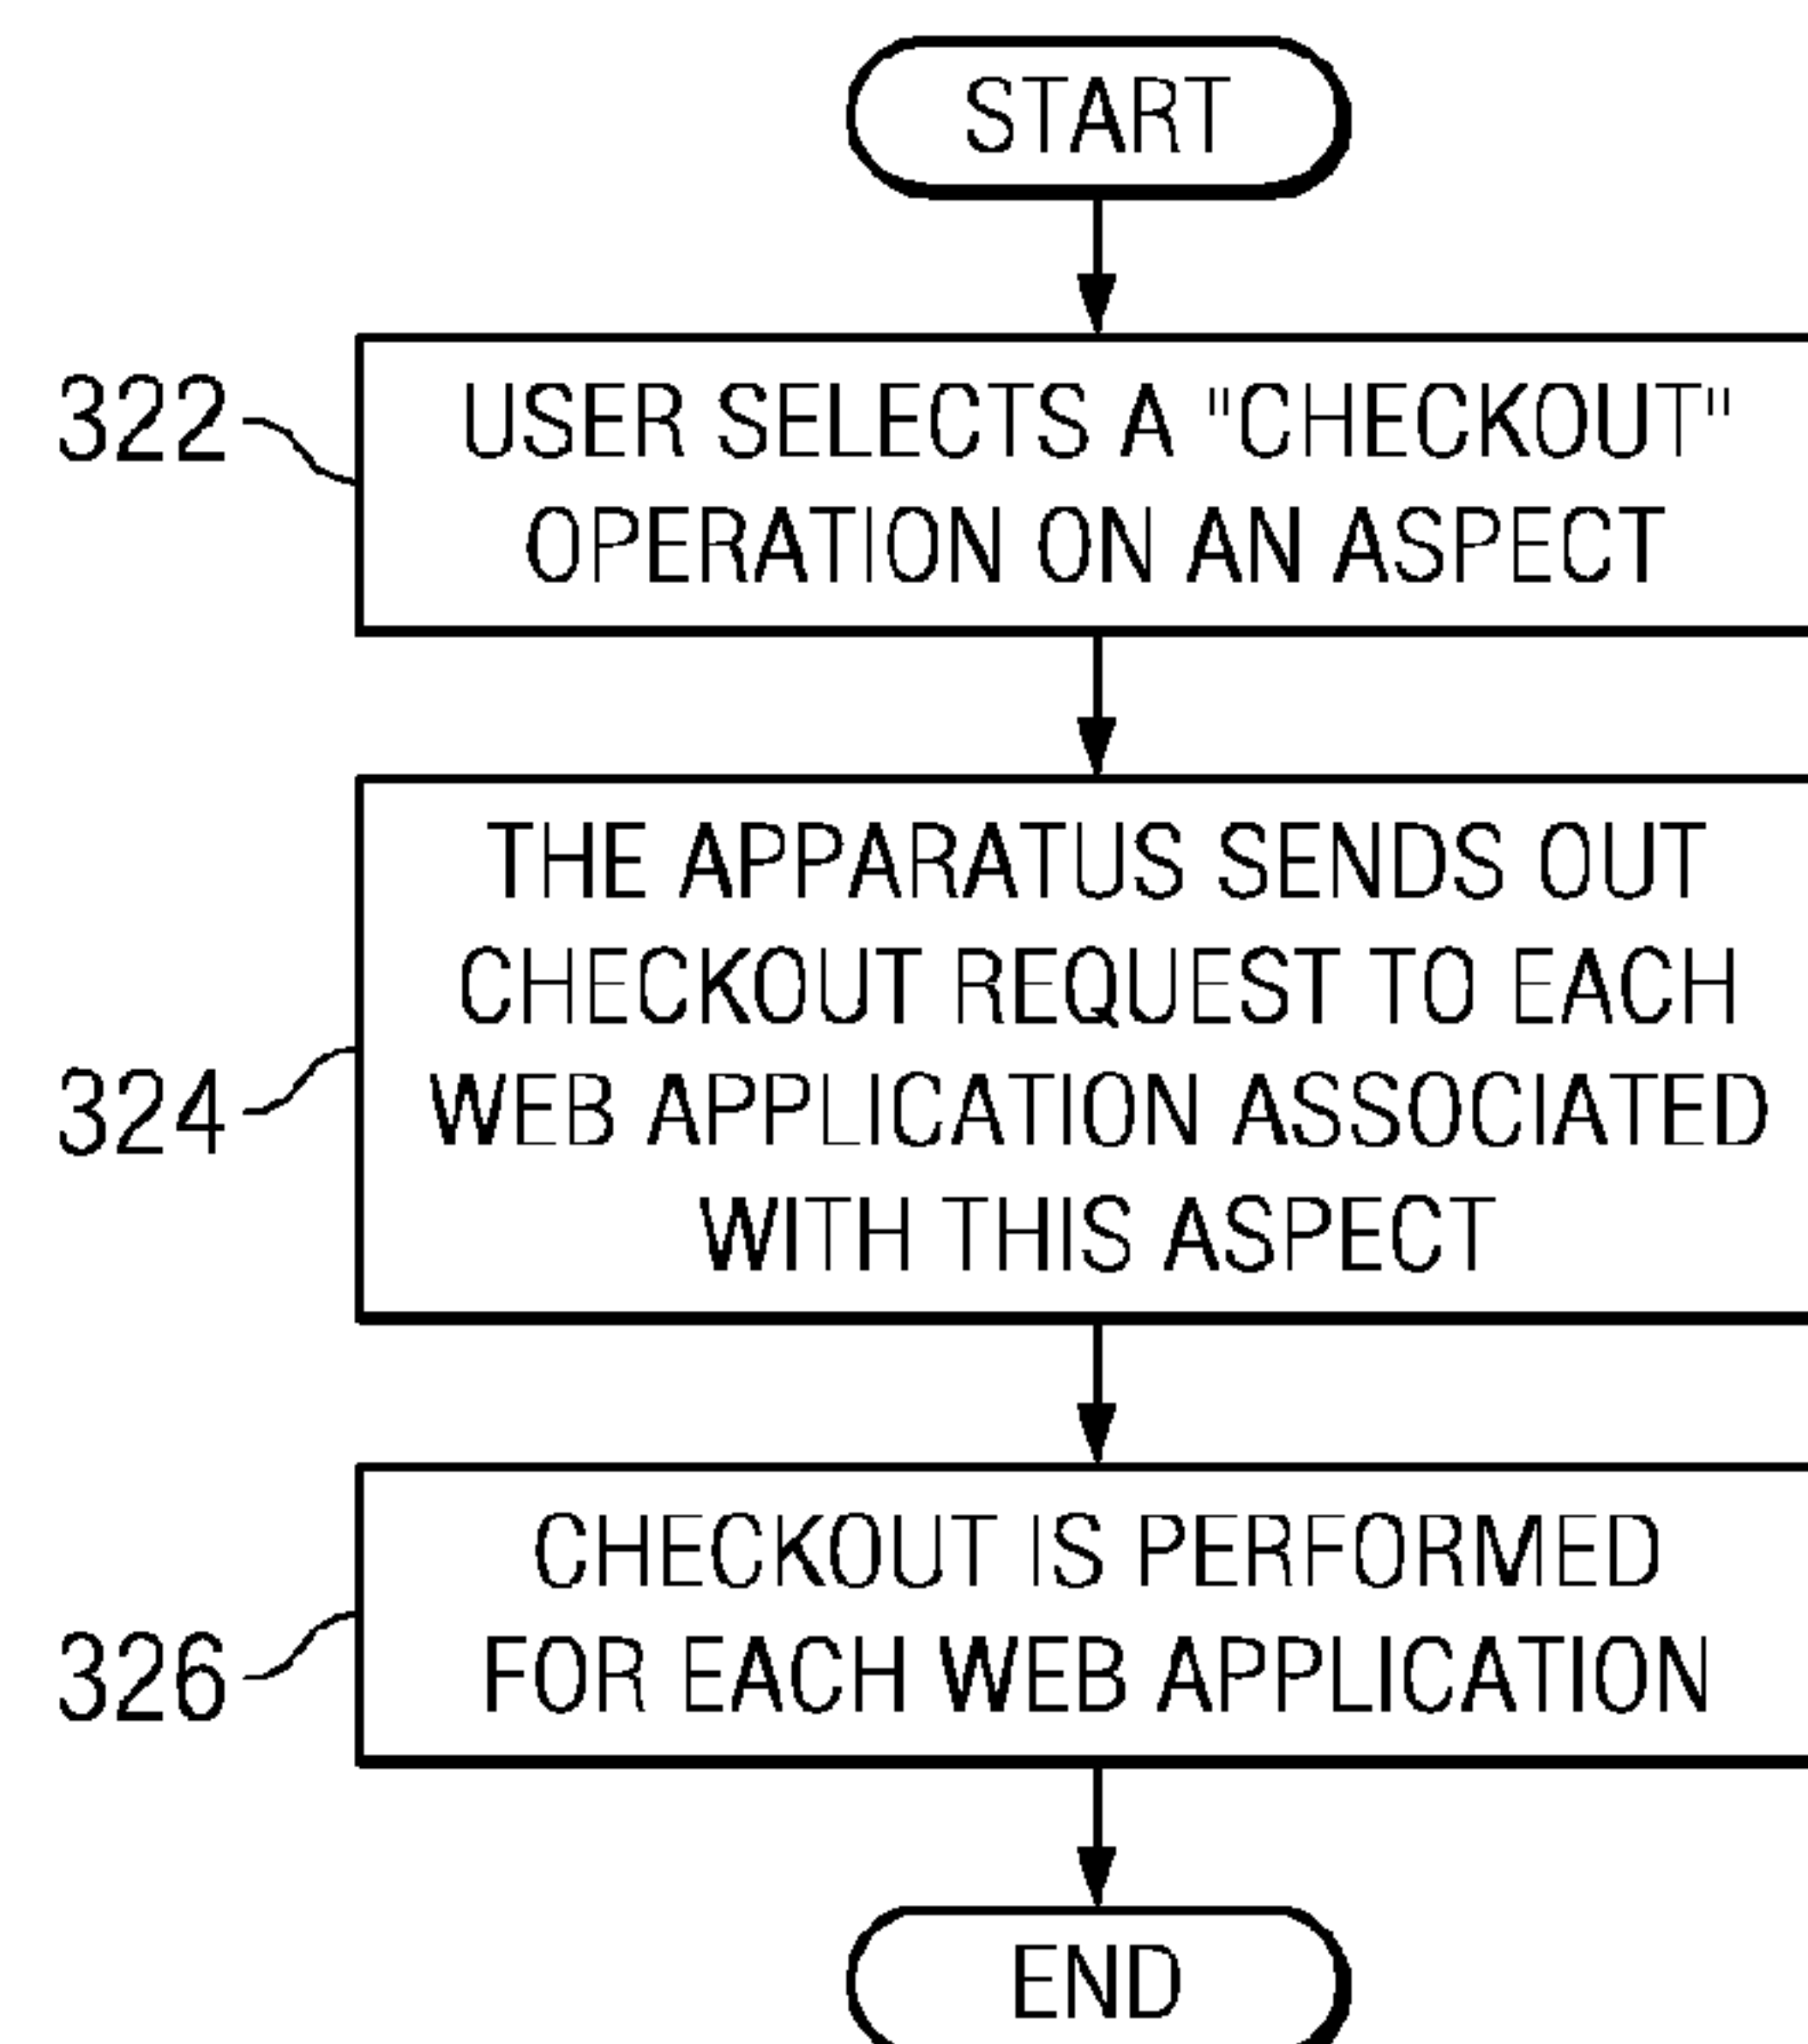 START
322
USER SELECTS A "CHECKOUT"
OPERATION ON AN ASPECT
324
THE APPARATUS SENDS OUT
CHECKOUT REQUEST TO EACH
WEB APPLICATION ASSOCIATED
WITH THIS ASPECT
326
CHECKOUT IS PERFORMED
FOR EACH WEB APPLICATION
END